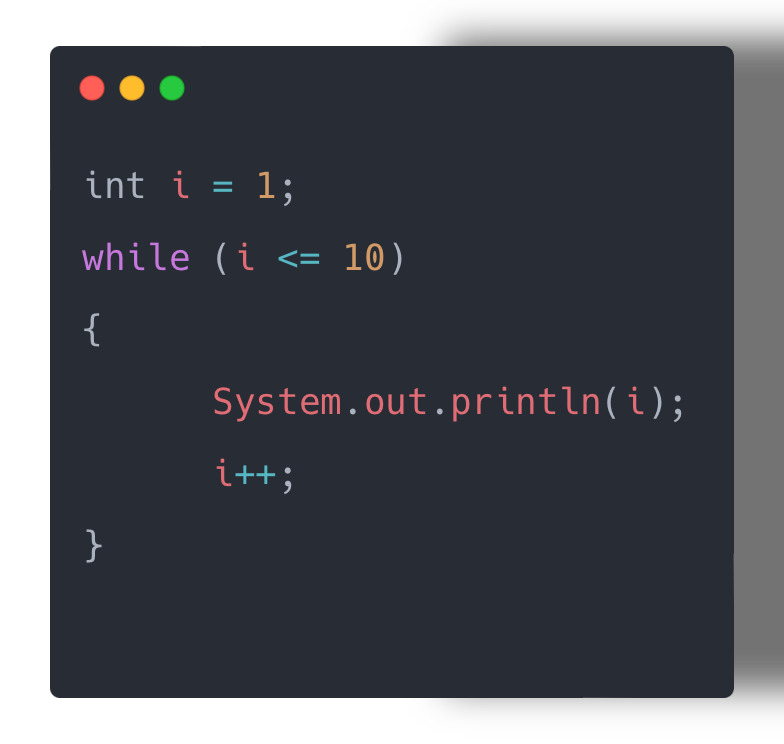 int i = 1;
while (i <= 10)
{
      System.out.println(i);
      i++;
}